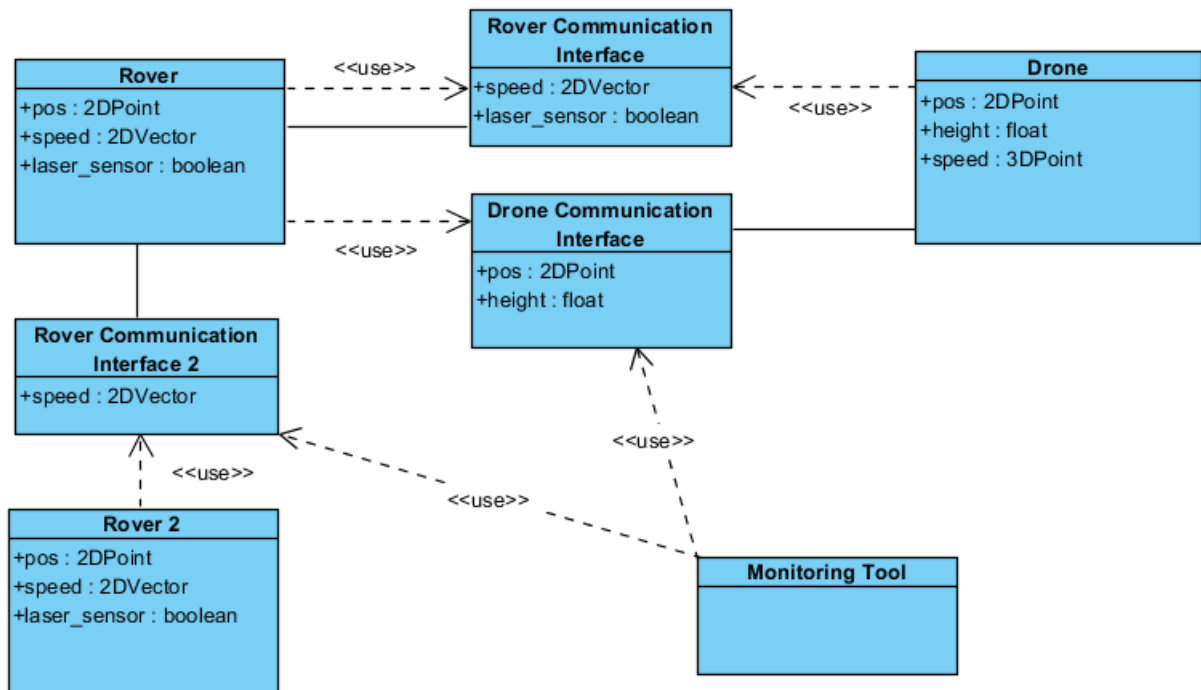 Rover Communication
Interface
+speed : 2DVector
+laser_sensor : boolean
Rover
+pos : 2DPoint
+speed : 2DVector
+laser_sensor : boolean
<<use>>
<<use>>
Drone
+pos : 2DPoint
+height : float
+speed : 3DPoint
<<use>>
Drone Communication
Interface
+pos : 2DPoint
+height : float
Rover Communication
Interface 2
+speed : 2DVector
<<use>>
<<use>>
<<use>>
Rover 2
+pos : 2DPoint
+speed : 2DVector
+laser_sensor : boolean
Monitoring Tool